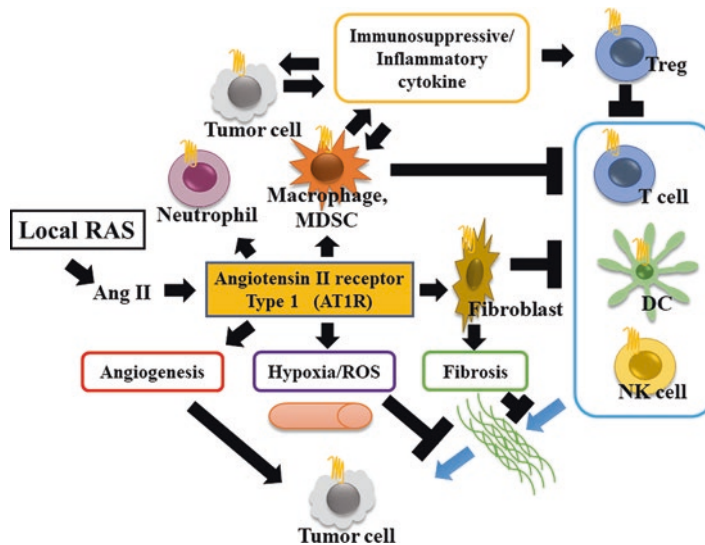 Immunosuppressive/
Inflammatory
cytokine
Treg
Tumor cell
T cell
Neutrophil
Macrophage,
MDSC
Local RAS
Ang II
Angiotensin II receptor
Type 1 (AT1R)
Fibroblast
DC
Angiogenesis
Hypoxia/ROS
Fibrosis
NK cell
Tumor cell